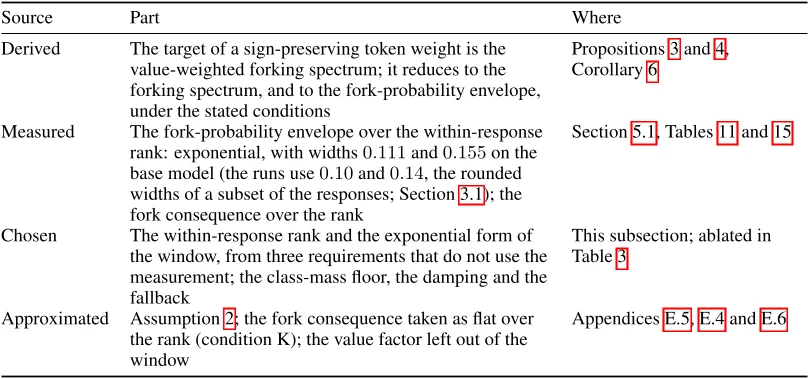 Source Part Where
Derived The target of a sign-preserving token weight is the Propositions 3 and 4,
value-weighted forking spectrum; it reduces to the Corollary 6
forking spectrum, and to the fork-probability envelope,
under the stated conditions
Measured The fork-probability envelope over the within-response Section 5.1, Tables 11 and 15
rank: exponential, with widths 0.111 and 0.155 on the
base model (the runs use 0.10 and 0.14, the rounded
widths of a subset of the responses; Section 3.1); the
fork consequence over the rank
Chosen The within-response rank and the exponential form of This subsection; ablated in
the window, from three requirements that do not use the Table 3
measurement; the class-mass floor, the damping and the
fallback
Approximated Assumption 2; the fork consequence taken as flat over Appendices E.5, E.4 and E.6
the rank (condition K); the value factor left out of the
window